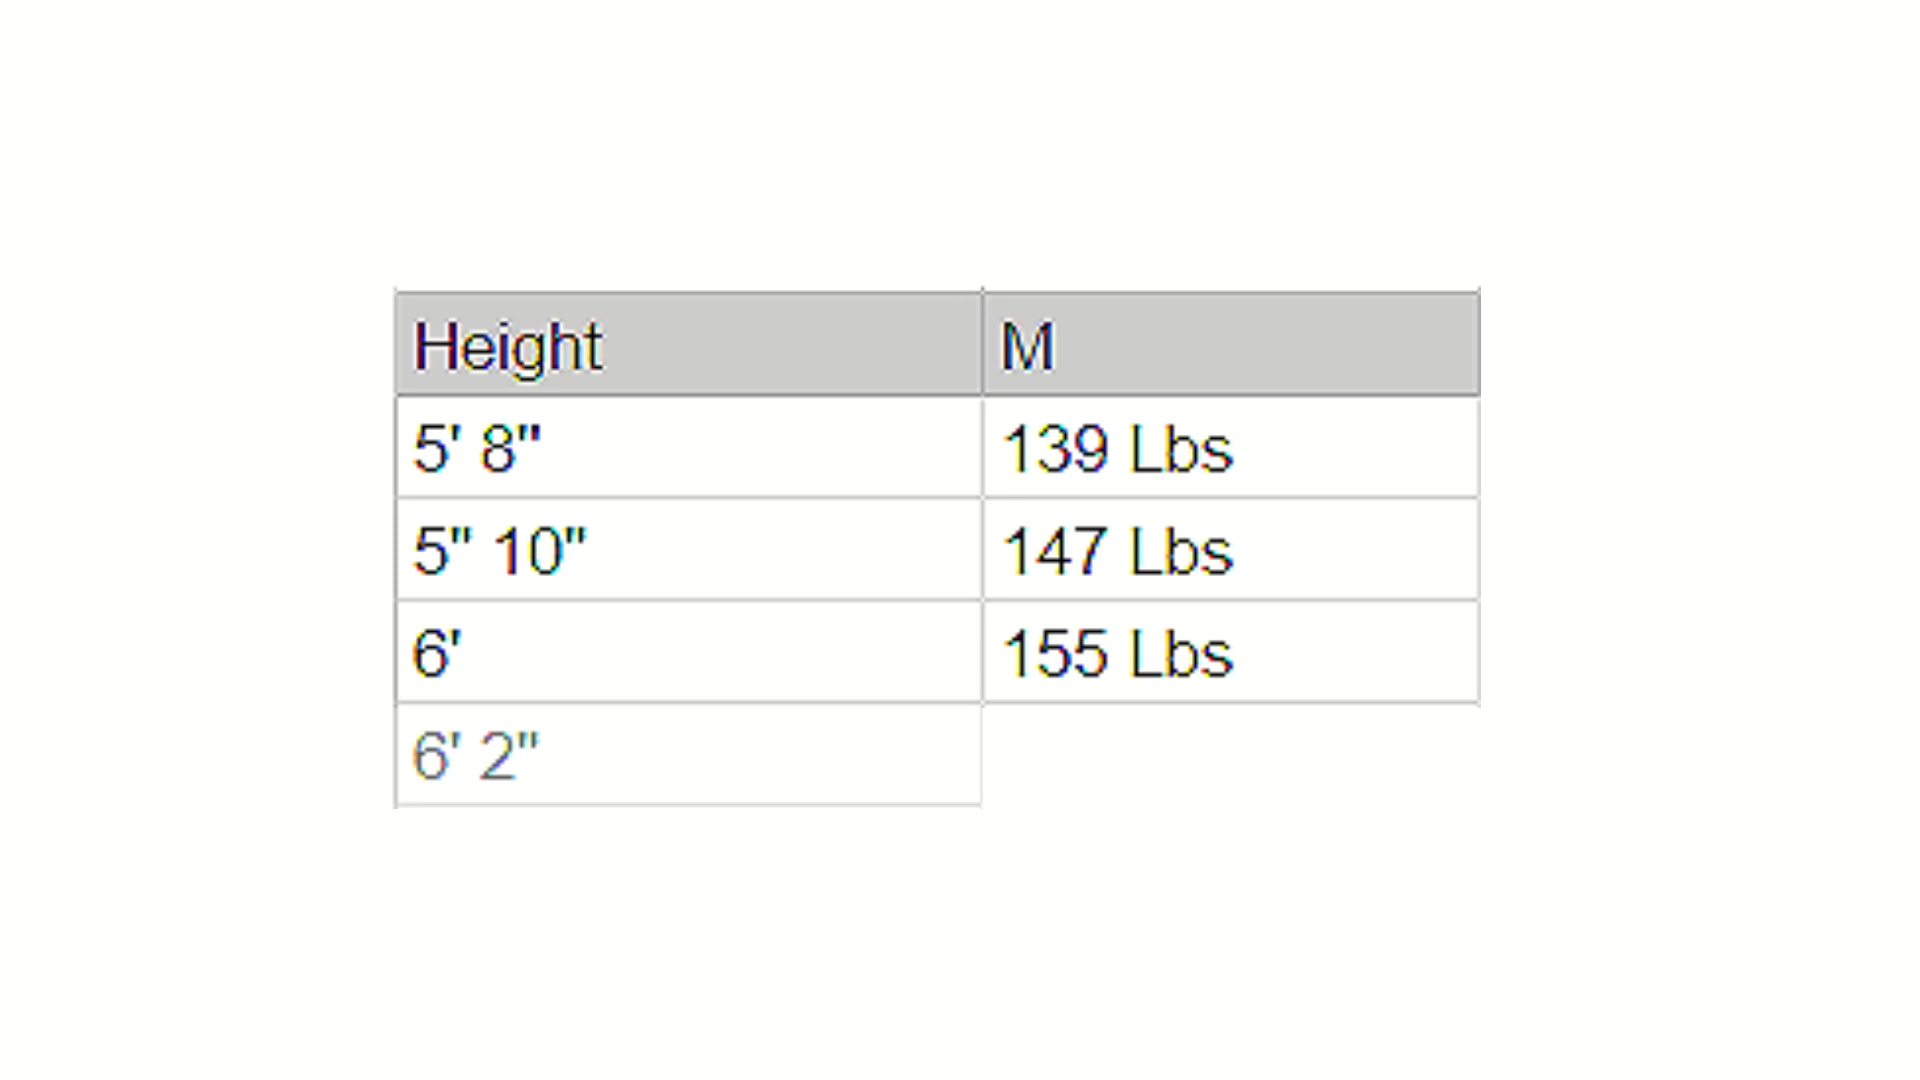 Height M
5' 8" 139 Lbs
5" 10" 147 Lbs
6' 155 Lbs
6' 2"